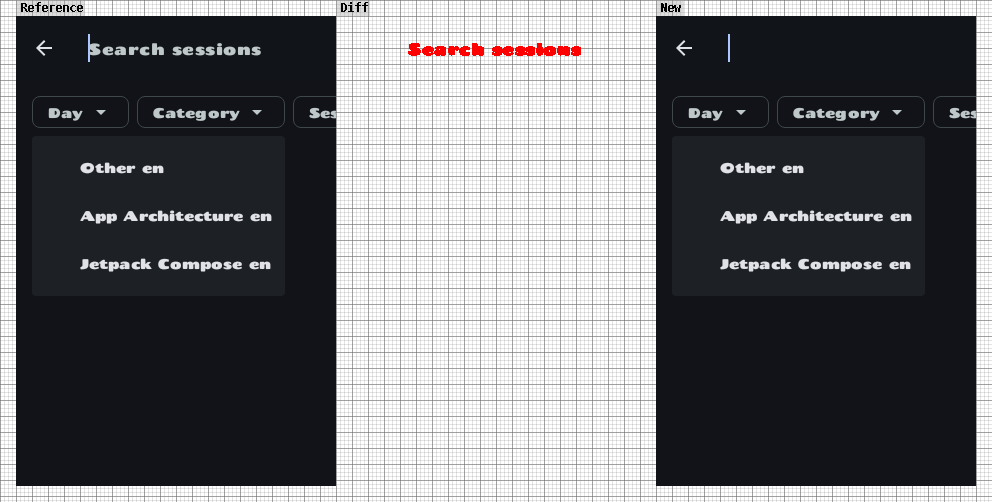 Reference
Diff
New
Search sessions
Search sessions
Day
Category
Ses
Day
Category
Ses
Other en
Other en
App Architecture en
App Architecture en
Jetpack Compose en
Jetpack Compose en